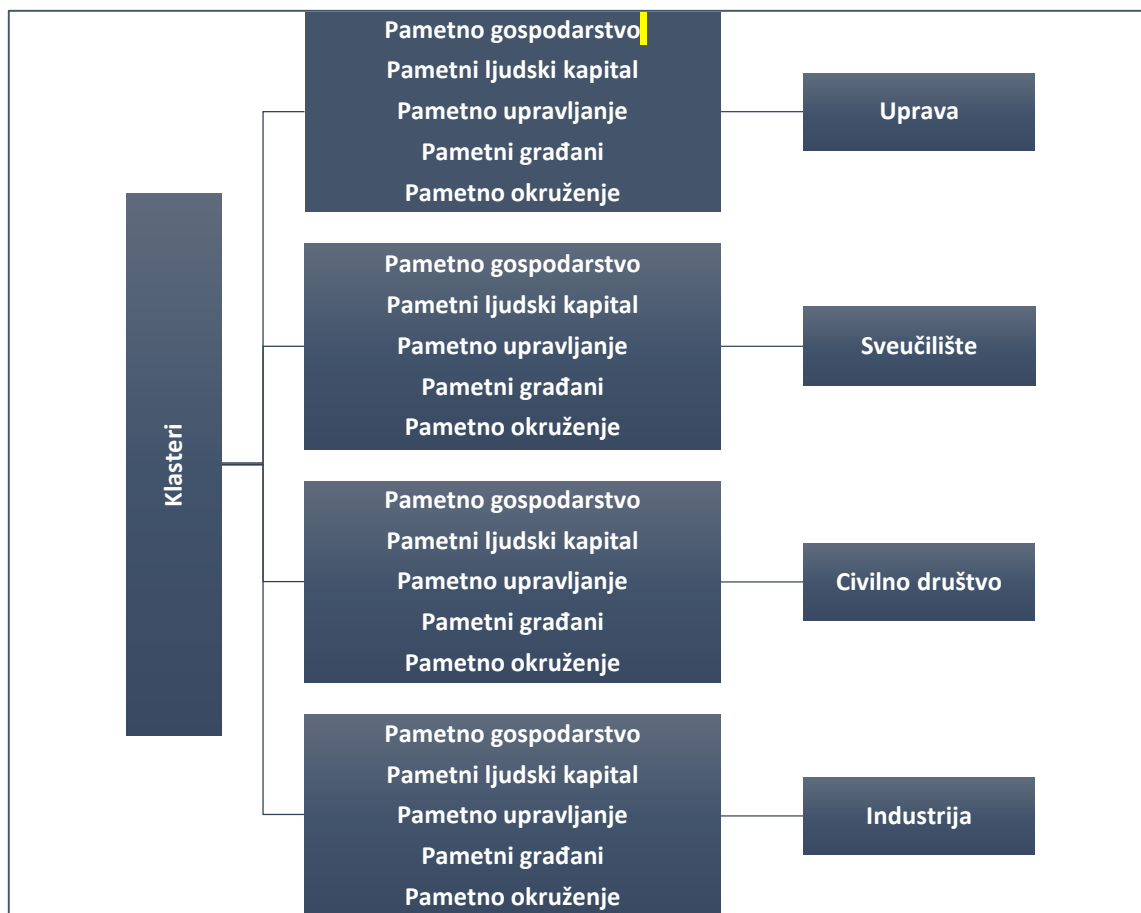 Klasteri
Pametno gospodarstvo
Pametni ljudski kapital
Pametno upravljanje
Pametni građani
Pametno okruženje
Uprava
Pametno gospodarstvo
Pametni ljudski kapital
Pametno upravljanje
Pametni građani
Pametno okruženje
Sveučilište
Pametno gospodarstvo
Pametni ljudski kapital
Pametno upravljanje
Pametni građani
Pametno okruženje
Civilno društvo
Pametno gospodarstvo
Pametni ljudski kapital
Pametno upravljanje
Pametni građani
Pametno okruženje
Industrija